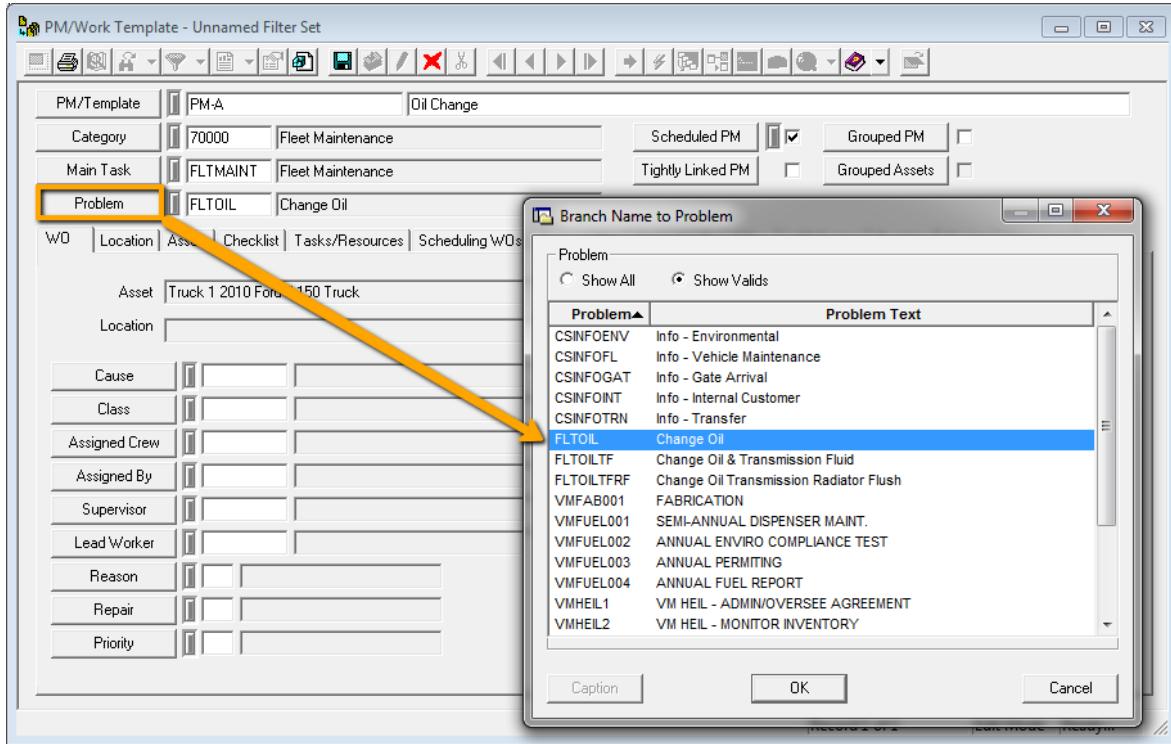 PM/Work Template - Unnamed Filter Set
PM/Template PM-A Oil Change
Category 70000 Fleet Maintenance Scheduled PM Grouped PM
Main Task FLTMAINT Fleet Maintenance Tightly Linked PM Grouped Assets
Problem FLTOIL Change Oil
WO Location Checklist Tasks/Resources Scheduling WOs
Asset Truck 1 2010 150 Truck
Location
Cause
Class
Assigned Crew
Assigned By
Supervisor
Lead Worker
Reason
Repair
Priority
Branch Name to Problem
Problem
Show All Show Valids
Problem Problem Text
CSINFOENV Info - Environmental
CSINFOFL Info - Vehicle Maintenance
CSINFOGAT Info - Gate Arrival
CSINFOINT Info - Internal Customer
CSINFOTRN Info - Transfer
FLTOIL Change Oil
FLTOILTF Change Oil & Transmission Fluid
FLTOILTFRF Change Oil Transmission Radiator Flush
VMFAB001 FABRICATION
VMFUEL001 SEMI-ANNUAL DISPENSER MAINT.
VMFUEL002 ANNUAL ENVIRO COMPLIANCE TEST
VMFUEL003 ANNUAL PERMITING
VMFUEL004 ANNUAL FUEL REPORT
VMHEIL1 VM HEIL - ADMIN/OVERSEE AGREEMENT
VMHEIL2 VM HEIL - MONITOR INVENTORY
Caption OK Cancel